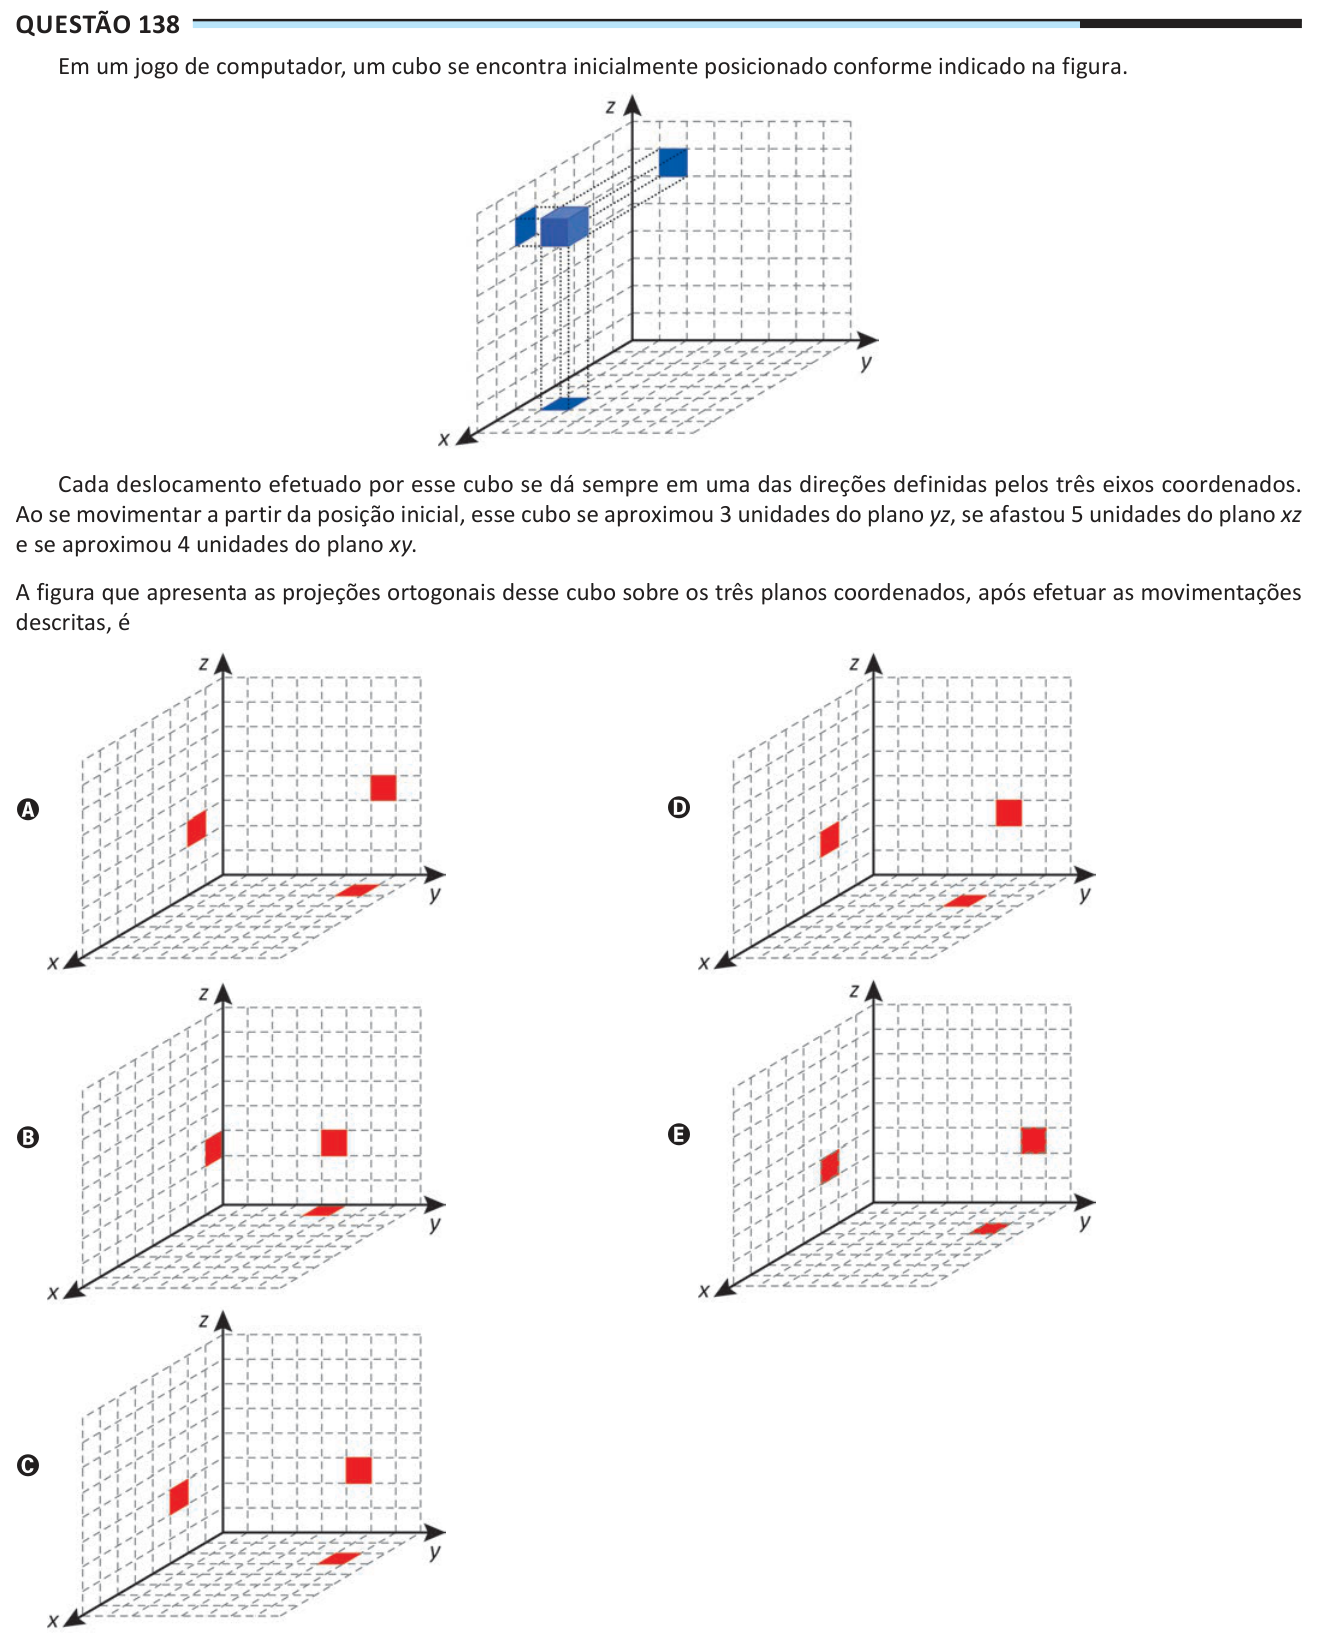 QUESTÃO 138
Em um jogo de computador, um cubo se encontra inicialmente posicionado conforme indicado na figura.
z
y
x
Cada deslocamento efetuado por esse cubo se dá sempre em uma das direções definidas pelos três eixos coordenados.
Ao se movimentar a partir da posição inicial, esse cubo se aproximou 3 unidades do plano yz, se afastou 5 unidades do plano xz
e se aproximou 4 unidades do plano xy.
A figura que apresenta as projeções ortogonais desse cubo sobre os três planos coordenados, após efetuar as movimentações
descritas, é
z
A
y
x
z
B
y
x
z
C
y
x
z
D
y
x
z
E
y
x